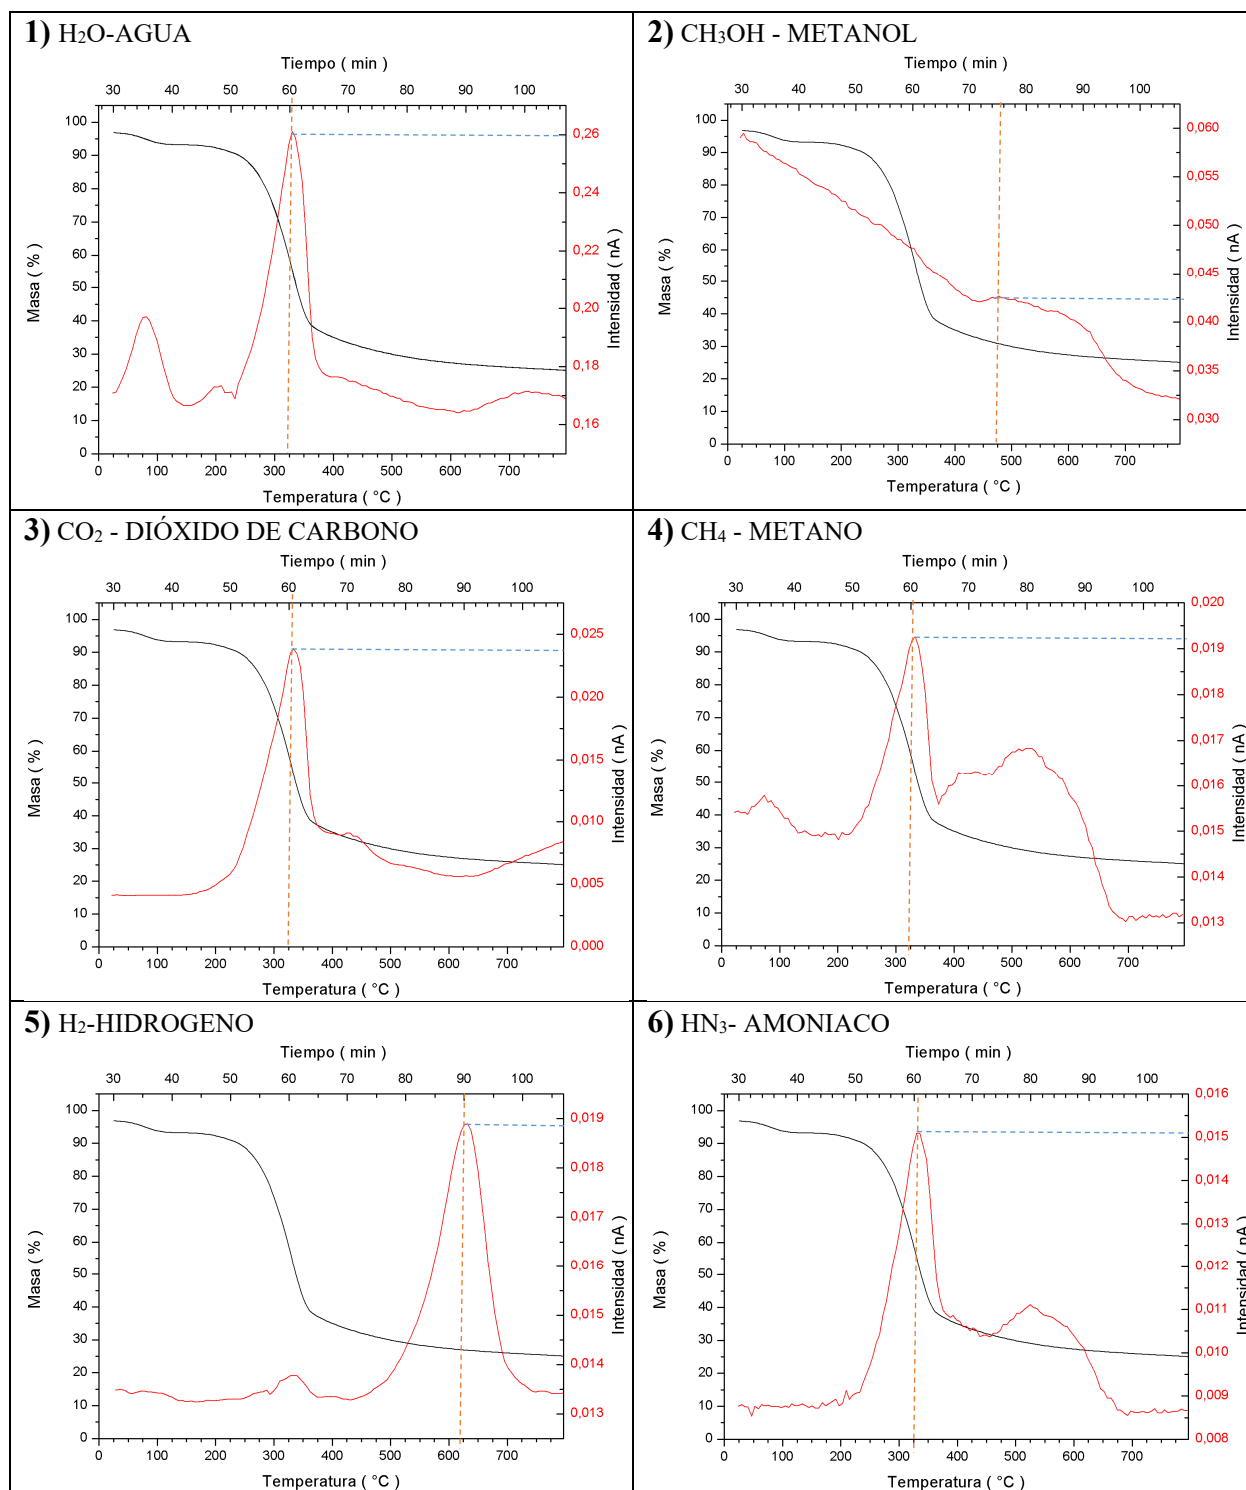 1) H2O-AGUA
Tiempo ( min )
30 40 50 60 70 80 90 100
Masa ( % )
100
90
80
70
60
50
40
30
20
10
0
0,26
0,24
0,22
0,20
0,18
0,16
Intensidad ( nA )
0 100 200 300 400 500 600 700
Temperatura ( °C )
2) CH3OH - METANOL
Tiempo ( min )
30 40 50 60 70 80 90 100
Masa ( % )
100
90
80
70
60
50
40
30
20
10
0
0,060
0,055
0,050
0,045
0,040
0,035
0,030
Intensidad ( nA )
0 100 200 300 400 500 600 700
Temperatura ( °C )
3) CO2 - DIÓXIDO DE CARBONO
Tiempo ( min )
30 40 50 60 70 80 90 100
Masa ( % )
100
90
80
70
60
50
40
30
20
10
0
0,025
0,020
0,015
0,010
0,005
0,000
Intensidad ( nA )
0 100 200 300 400 500 600 700
Temperatura ( °C )
4) CH4 - METANO
Tiempo ( min )
30 40 50 60 70 80 90 100
Masa ( % )
100
90
80
70
60
50
40
30
20
10
0
0,020
0,019
0,018
0,017
0,016
0,015
0,014
0,013
Intensidad ( nA )
0 100 200 300 400 500 600 700
Temperatura ( °C )
5) H2-HIDROGENO
Tiempo ( min )
30 40 50 60 70 80 90 100
Masa ( % )
100
90
80
70
60
50
40
30
20
10
0
0,019
0,018
0,017
0,016
0,015
0,014
0,013
Intensidad ( nA )
0 100 200 300 400 500 600 700
Temperatura ( °C )
6) HN3- AMONIACO
Tiempo ( min )
30 40 50 60 70 80 90 100
Masa ( % )
100
90
80
70
60
50
40
30
20
10
0
0,016
0,015
0,014
0,013
0,012
0,011
0,010
0,009
0,008
Intensidad ( nA )
0 100 200 300 400 500 600 700
Temperatura ( °C )